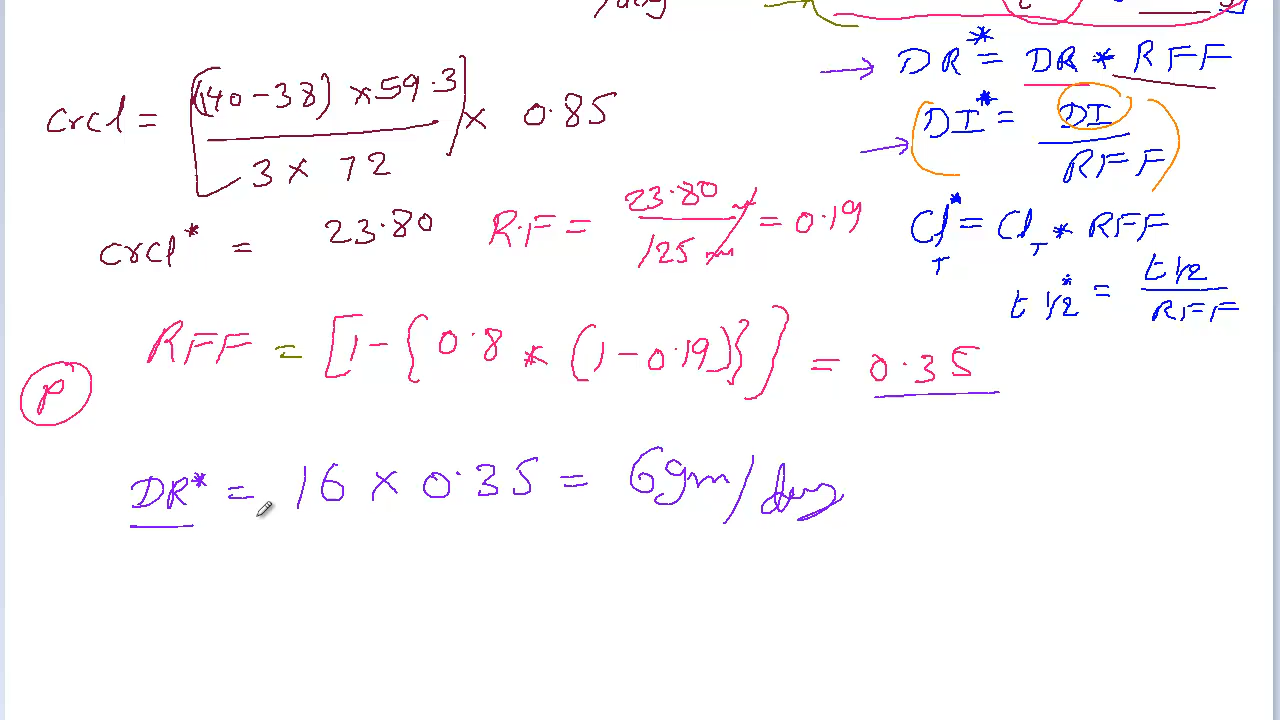 DR* = DR * RFF
crcl = [(140-38) × 59.3] / 3 × 72 × 0.85
DI* = DI / RFF
crcl* = 23.80
R.F = 23.80 / 125 = 0.19
Cl*T = ClT * RFF
t 1/2* = t 1/2 / RFF
RFF = [1 - {0.8 * (1 - 0.19)}} = 0.35
P
DR* = 16 × 0.35 = 6gm/day